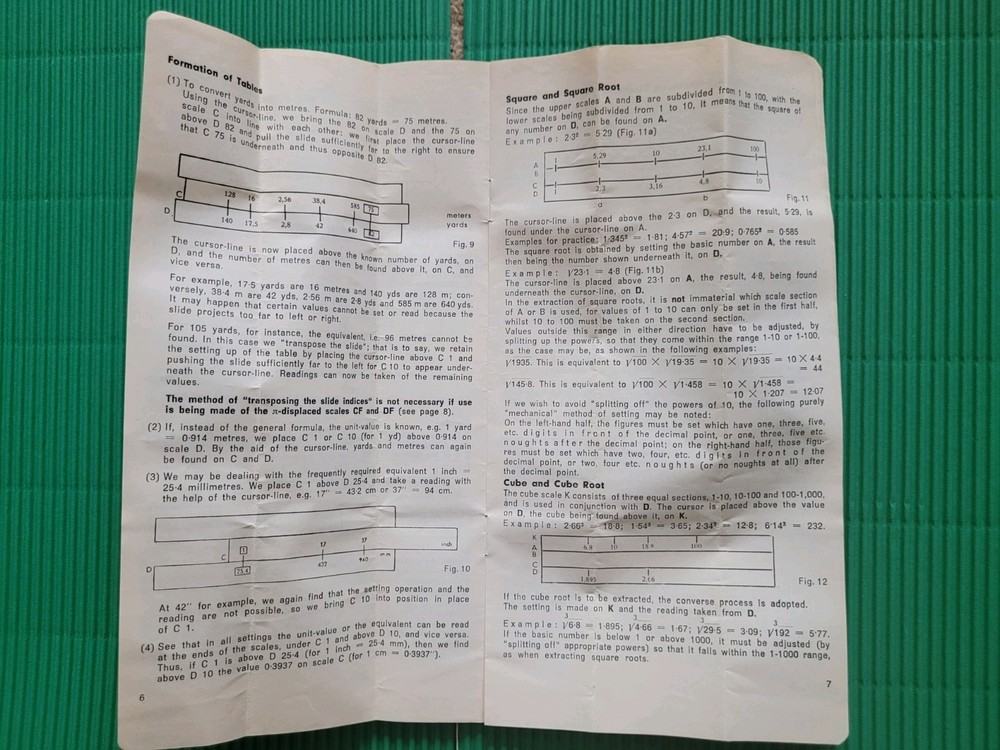 Formation of Tables
(1) To convert yards into metres. Formula: 82 yards = 75 metres.
Using the cursor-line, we bring the 82 on scale D and the 75 on
scale C into line with each other: we first place the cursor-line
above D 82 and pull the slide sufficiently far to the right to ensure
that C 75 is underneath and thus opposite D 82.
C 128 16 2,56 38,4 585 75 meters
D 140 17,5 2,8 42 640 82 yards
Fig. 9
The cursor-line is now placed above the known number of yards, on
D, and the number of metres can then be found above it, on C, and
vice versa.
For example, 17·5 yards are 16 metres and 140 yds are 128 m; con-
versely, 38·4 m are 42 yds, 2·56 m are 2·8 yds and 585 m are 640 yds.
It may happen that certain values cannot be set or read because the
slide projects too far to left or right.
For 105 yards, for instance, the equivalent, i.e. 96 metres cannot be
found. In this case we "transpose the slide"; that is to say, we retain
the setting up of the table by placing the cursor-line above C 1 and
pushing the slide sufficiently far to the left for C 10 to appear under-
neath the cursor-line. Readings can now be taken of the remaining
values.
The method of "transposing the slide indices" is not necessary if use
is being made of the π-displaced scales CF and DF (see page 8).
(2) If, instead of the general formula, the unit-value is known, e.g. 1 yard
= 0·914 metres, we place C 1 or C 10 (for 1 yd) above 0·914 on
scale D. By the aid of the cursor-line yards and metres can again
be found on C and D.
(3) We may be dealing with the frequently required equivalent 1 inch =
25·4 millimetres. We place C 1 above D 25·4 and take a reading with
the help of the cursor-line, e.g. 17" = 43·2 cm or 37" = 94 cm.
C 1 17 37 inch
D 25,4 432 940 mm
Fig. 10
At 42" for example, we again find that the setting operation and the
reading are not possible, so we bring C 10 into position in place
of C 1.
(4) See that in all settings the unit-value or the equivalent can be read
at the ends of the scales, under C 1 and above D 10, and vice versa.
Thus, if C 1 is above D 25·4 (for 1 inch = 25·4 mm), then we find
above D 10 the value 0·3937 on scale C (for 1 cm = 0·3937").
6
Square and Square Root
Since the upper scales A and B are subdivided from 1 to 100, with the
lower scales being subdivided from 1 to 10, it means that the square of
any number on D, can be found on A.
Example: 2·3² = 5·29 (Fig. 11a)
A 1 5,29 10 23,1 100
B
C
D 1 2,3 3,16 4,8 10
a b
Fig. 11
The cursor-line is placed above the 2·3 on D, and the result, 5·29, is
found under the cursor-line on A.
Examples for practice: 1·345² = 1·81; 4·57² = 20·9; 0·765² = 0·585
The square root is obtained by setting the basic number on A, the result
then being the number shown underneath it, on D.
Example: √23·1 = 4·8 (Fig. 11b)
The cursor-line is placed above 23·1 on A, the result, 4·8, being found
underneath the cursor-line, on D.
In the extraction of square roots, it is not immaterial which scale section
of A or B is used, for values of 1 to 10 can only be set in the first half,
whilst 10 to 100 must be taken on the second section.
Values outside this range in either direction have to be adjusted, by
splitting up the powers, so that they come within the range 1-10 or 1-100,
as the case may be, as shown in the following examples:
√1935. This is equivalent to √100 X √19·35 = 10 X √19·35 = 10 X 4·4
= 44
√145·8. This is equivalent to √100 X √1·458 = 10 X √1·458 =
10 X 1·207 = 12·07
If we wish to avoid "splitting off" the powers of 10, the following purely
"mechanical" method of setting may be noted:
On the left-hand half, the figures must be set which have one, three, five,
etc. digits in front of the decimal point, or one, three, five etc.
noughts after the decimal point; on the right-hand half, those figu-
res must be set which have two, four, etc. digits in front of the
decimal point, or two, four etc. noughts (or no noughts at all) after
the decimal point.
Cube and Cube Root
The cube scale K consists of three equal sections, 1-10, 10-100 and 100-1,000,
and is used in conjunction with D. The cursor is placed above the value
on D, the cube being found above it, on K.
Example: 2·66³ = 18·8; 1·54³ = 3·65; 2·34³ = 12·8; 6·14³ = 232.
K 6,8 10 18,8 100
A
B
C
D 1,895 2,66
Fig. 12
If the cube root is to be extracted, the converse process is adopted.
The setting is made on K and the reading taken from D.
Example: ³√6·8 = 1·895; ³√4·66 = 1·67; ³√29·5 = 3·09; ³√192 = 5·77.
If the basic number is below 1 or above 1000, it must be adjusted (by
"splitting off" appropriate powers) so that it falls within the 1-1000 range,
as when extracting square roots.
7